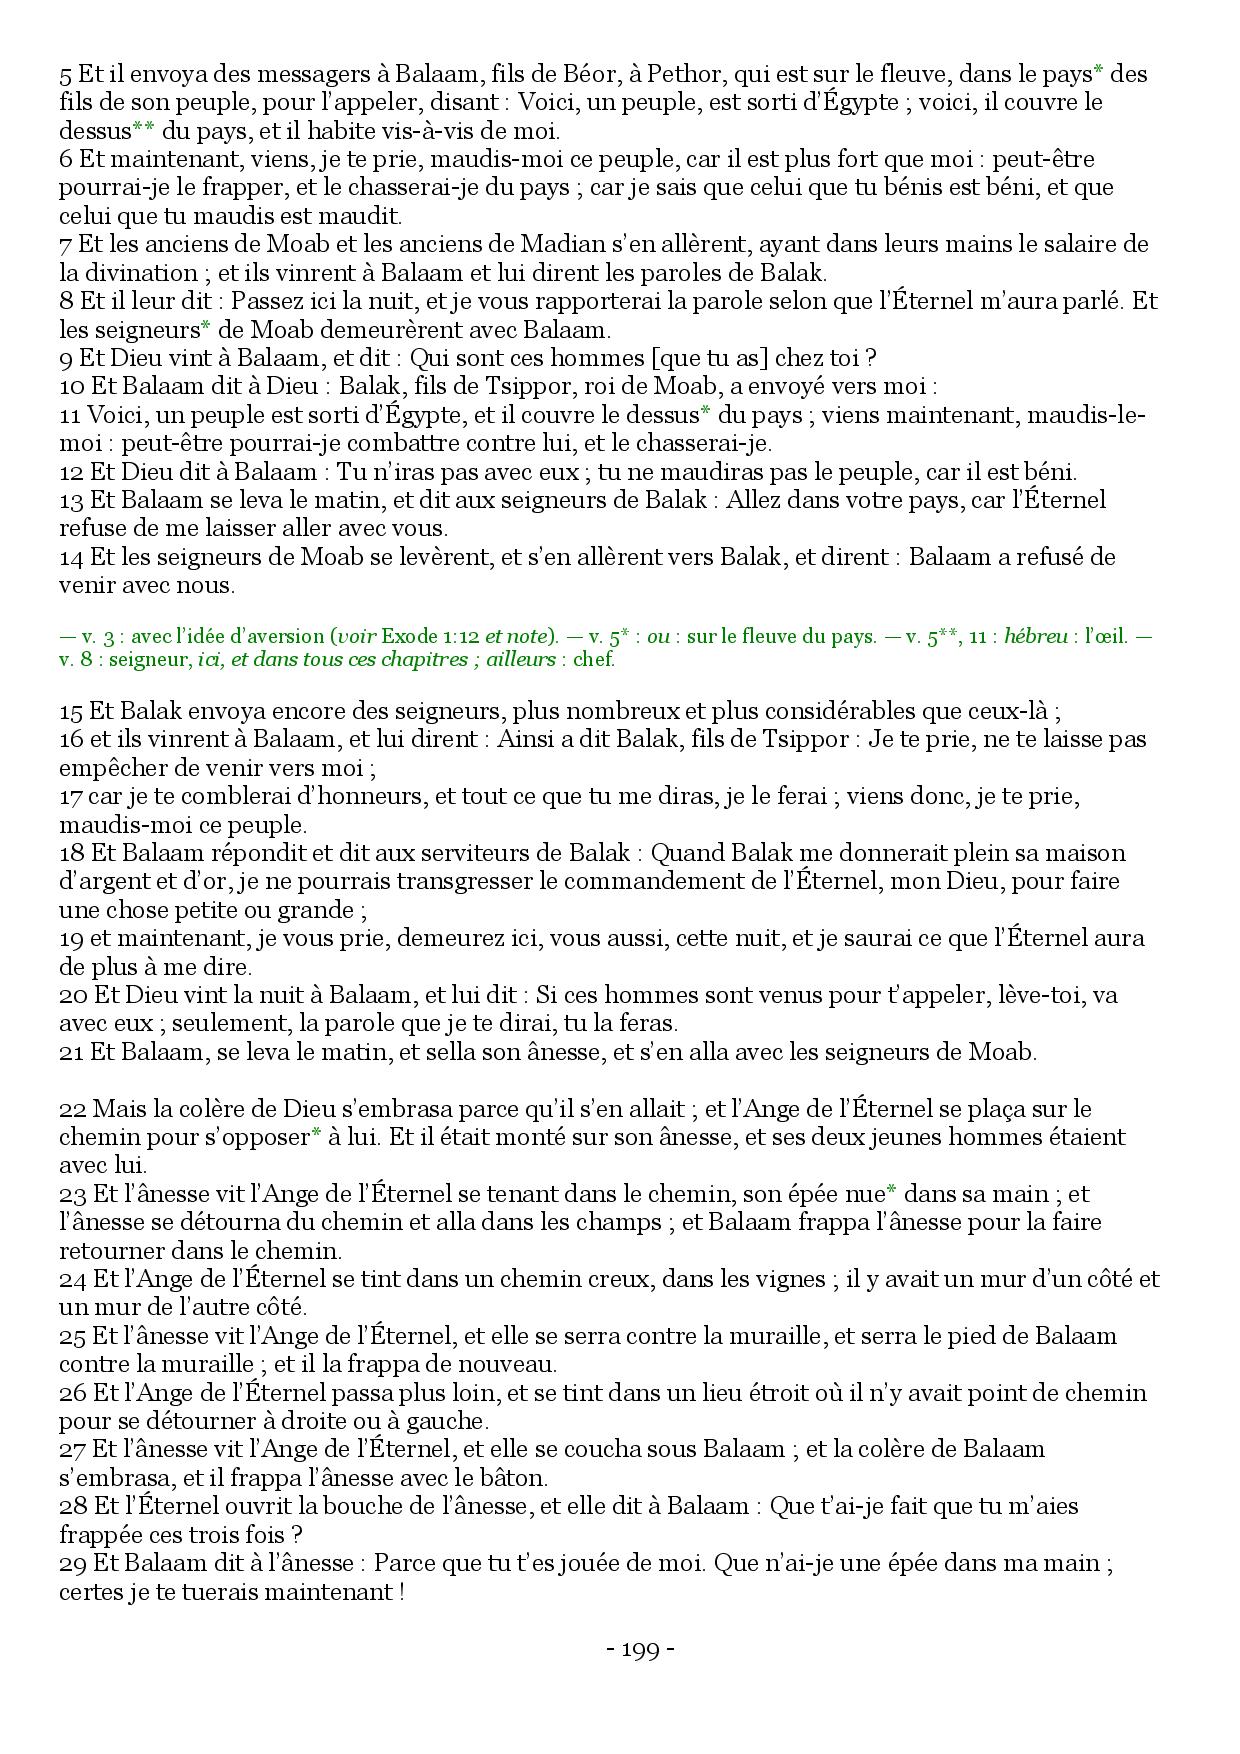 5 Et il envoya des messagers à Balaam, fils de Béor, à Pethor, qui est sur le fleuve, dans le pays* des
fils de son peuple, pour l’appeler, disant : Voici, un peuple, est sorti d’Égypte ; voici, il couvre le
dessus** du pays, et il habite vis-à-vis de moi.
6 Et maintenant, viens, je te prie, maudis-moi ce peuple, car il est plus fort que moi : peut-être
pourrai-je le frapper, et le chasserai-je du pays ; car je sais que celui que tu bénis est béni, et que
celui que tu maudis est maudit.
7 Et les anciens de Moab et les anciens de Madian s’en allèrent, ayant dans leurs mains le salaire de
la divination ; et ils vinrent à Balaam et lui dirent les paroles de Balak.
8 Et il leur dit : Passez ici la nuit, et je vous rapporterai la parole selon que l’Éternel m’aura parlé. Et
les seigneurs* de Moab demeurèrent avec Balaam.
9 Et Dieu vint à Balaam, et dit : Qui sont ces hommes [que tu as] chez toi ?
10 Et Balaam dit à Dieu : Balak, fils de Tsippor, roi de Moab, a envoyé vers moi :
11 Voici, un peuple est sorti d’Égypte, et il couvre le dessus* du pays ; viens maintenant, maudis-le-
moi : peut-être pourrai-je combattre contre lui, et le chasserai-je.
12 Et Dieu dit à Balaam : Tu n’iras pas avec eux ; tu ne maudiras pas le peuple, car il est béni.
13 Et Balaam se leva le matin, et dit aux seigneurs de Balak : Allez dans votre pays, car l’Éternel
refuse de me laisser aller avec vous.
14 Et les seigneurs de Moab se levèrent, et s’en allèrent vers Balak, et dirent : Balaam a refusé de
venir avec nous.
— v. 3 : avec l’idée d’aversion (voir Exode 1:12 et note). — v. 5* : ou : sur le fleuve du pays. — v. 5**, 11 : hébreu : l’œil. —
v. 8 : seigneur, ici, et dans tous ces chapitres ; ailleurs : chef.
15 Et Balak envoya encore des seigneurs, plus nombreux et plus considérables que ceux-là ;
16 et ils vinrent à Balaam, et lui dirent : Ainsi a dit Balak, fils de Tsippor : Je te prie, ne te laisse pas
empêcher de venir vers moi ;
17 car je te comblerai d’honneurs, et tout ce que tu me diras, je le ferai ; viens donc, je te prie,
maudis-moi ce peuple.
18 Et Balaam répondit et dit aux serviteurs de Balak : Quand Balak me donnerait plein sa maison
d’argent et d’or, je ne pourrais transgresser le commandement de l’Éternel, mon Dieu, pour faire
une chose petite ou grande ;
19 et maintenant, je vous prie, demeurez ici, vous aussi, cette nuit, et je saurai ce que l’Éternel aura
de plus à me dire.
20 Et Dieu vint la nuit à Balaam, et lui dit : Si ces hommes sont venus pour t’appeler, lève-toi, va
avec eux ; seulement, la parole que je te dirai, tu la feras.
21 Et Balaam, se leva le matin, et sella son ânesse, et s’en alla avec les seigneurs de Moab.
22 Mais la colère de Dieu s’embrasa parce qu’il s’en allait ; et l’Ange de l’Éternel se plaça sur le
chemin pour s’opposer* à lui. Et il était monté sur son ânesse, et ses deux jeunes hommes étaient
avec lui.
23 Et l’ânesse vit l’Ange de l’Éternel se tenant dans le chemin, son épée nue* dans sa main ; et
l’ânesse se détourna du chemin et alla dans les champs ; et Balaam frappa l’ânesse pour la faire
retourner dans le chemin.
24 Et l’Ange de l’Éternel se tint dans un chemin creux, dans les vignes ; il y avait un mur d’un côté et
un mur de l’autre côté.
25 Et l’ânesse vit l’Ange de l’Éternel, et elle se serra contre la muraille, et serra le pied de Balaam
contre la muraille ; et il la frappa de nouveau.
26 Et l’Ange de l’Éternel passa plus loin, et se tint dans un lieu étroit où il n’y avait point de chemin
pour se détourner à droite ou à gauche.
27 Et l’ânesse vit l’Ange de l’Éternel, et elle se coucha sous Balaam ; et la colère de Balaam
s’embrasa, et il frappa l’ânesse avec le bâton.
28 Et l’Éternel ouvrit la bouche de l’ânesse, et elle dit à Balaam : Que t’ai-je fait que tu m’aies
frappée ces trois fois ?
29 Et Balaam dit à l’ânesse : Parce que tu t’es jouée de moi. Que n’ai-je une épée dans ma main ;
certes je te tuerais maintenant !
- 199 -